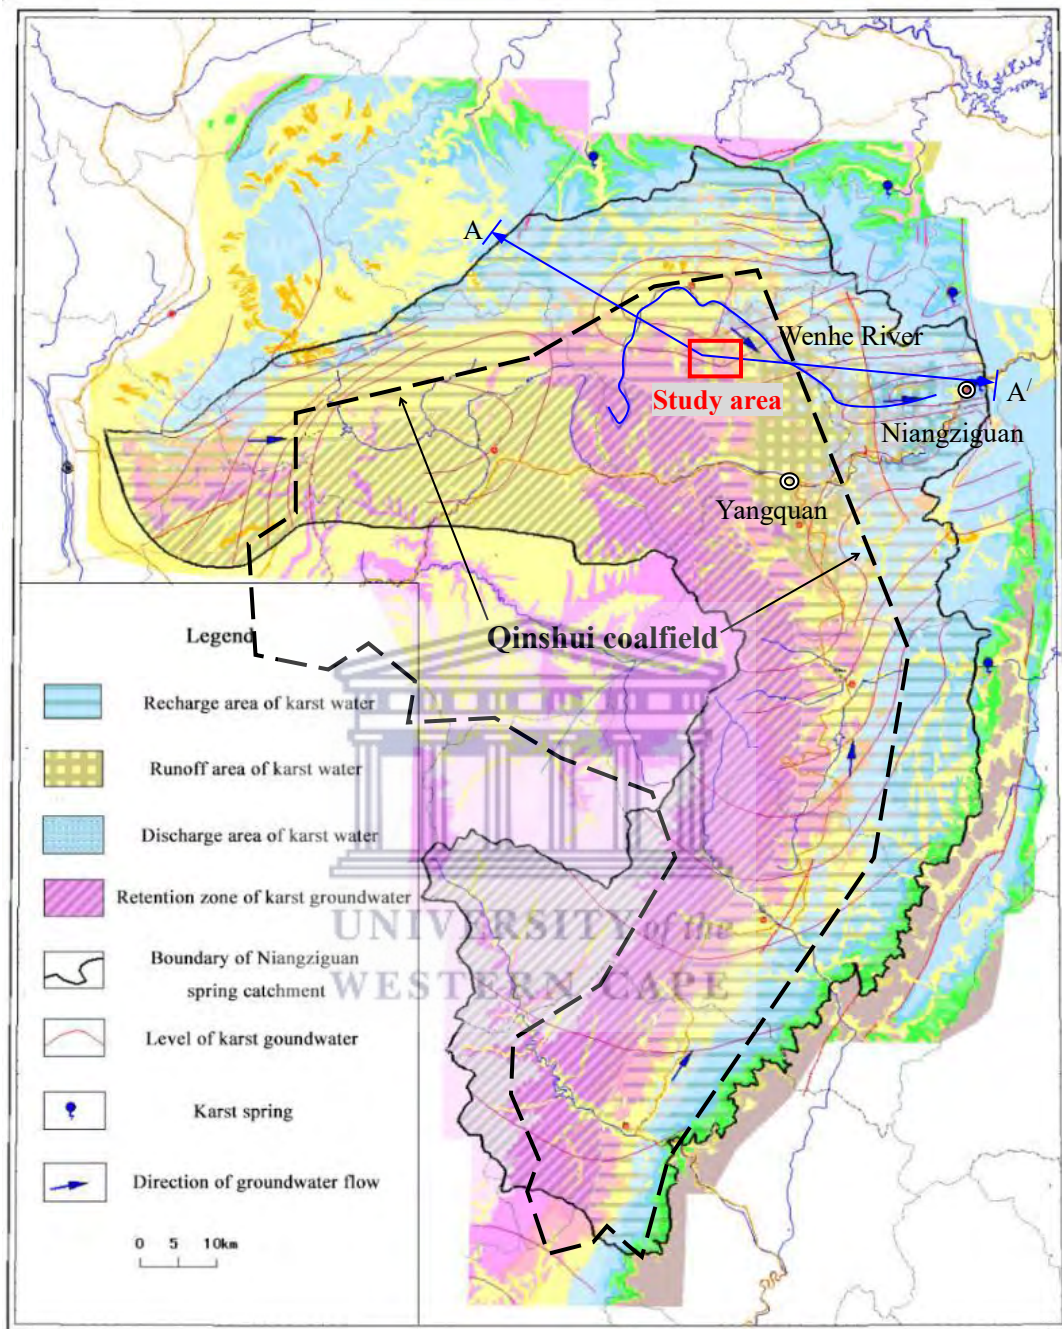 A
Wenhe River
Study area
A/
Niangziguan
Yangquan
Qinshui coalfield
Legend
Recharge area of karst water
Runoff area of karst water
Discharge area of karst water
Retention zone of karst groundwater
Boundary of Niangziguan
spring catchment
Level of karst goundwater
Karst spring
Direction of groundwater flow
0 5 10km
UNIVERSITY of the
WESTERN CAPE